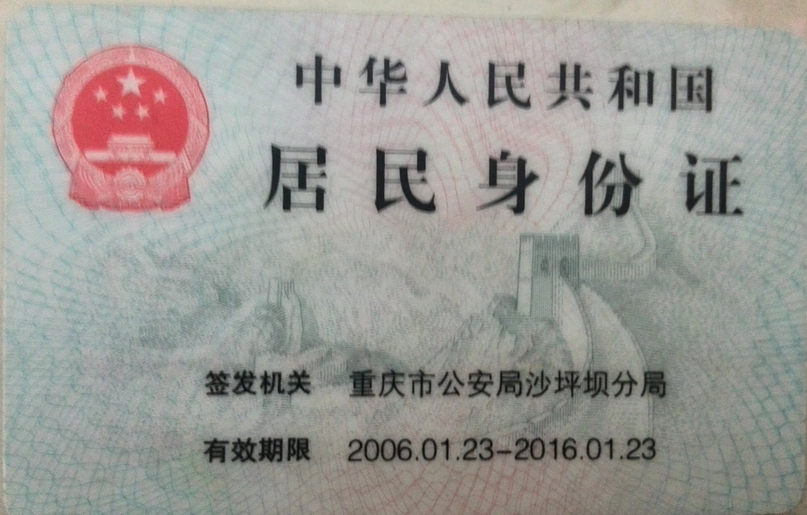 中华人民共和国
居民身份证
签发机关 重庆市公安局沙坪坝分局
有效期限 2006.01.23-2016.01.23